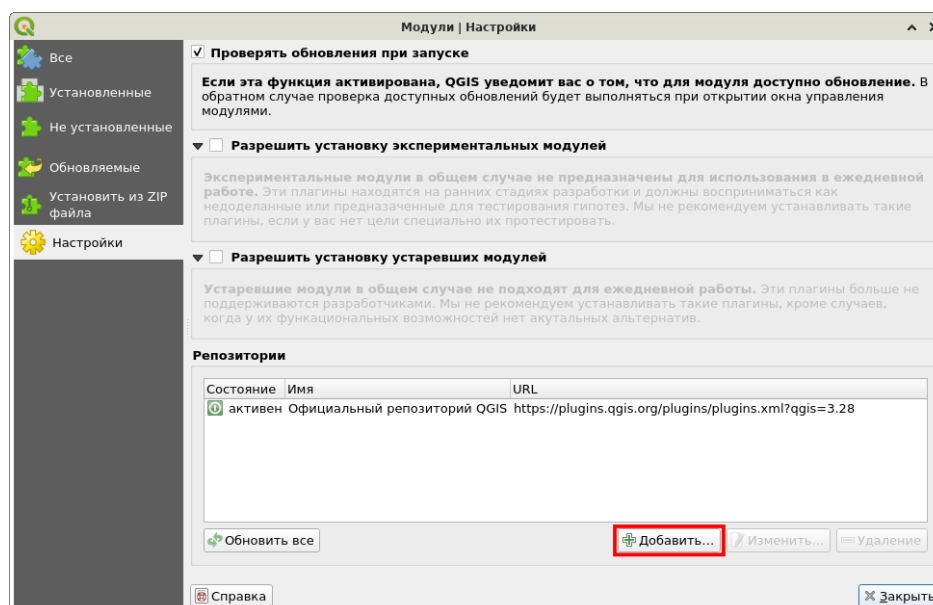 Модули | Настройки
Все
Установленные
Не установленные
Обновляемые
Установить из ZIP
файла
Настройки
Проверять обновления при запуске
Если эта функция активирована, QGIS уведомит вас о том, что для модуля доступно обновление. В
обратном случае проверка доступных обновлений будет выполняться при открытии окна управления
модулями.
Разрешить установку экспериментальных модулей
Экспериментальные модули в общем случае не предназначены для использования в ежедневной
работе. Эти плагины находятся на ранних стадиях разработки и должны восприниматься как
недоделанные или предназаченные для тестирования гипотез. Мы не рекомендуем устанавливать такие
плагины, если у вас нет цели специально их протестировать.
Разрешить установку устаревших модулей
Устаревшие модули в общем случае не подходят для ежедневной работы. Эти плагины больше не
поддерживаются разработчиками. Мы не рекомендуем устанавливать такие плагины, кроме случаев,
когда у их функциональных возможностей нет акутальных альтернатив.
Репозитории
Состояние Имя URL
активен Официальный репозиторий QGIS https://plugins.qgis.org/plugins/plugins.xml?qgis=3.28
Обновить все Добавить... Изменить... Удаление
Справка Закрыть